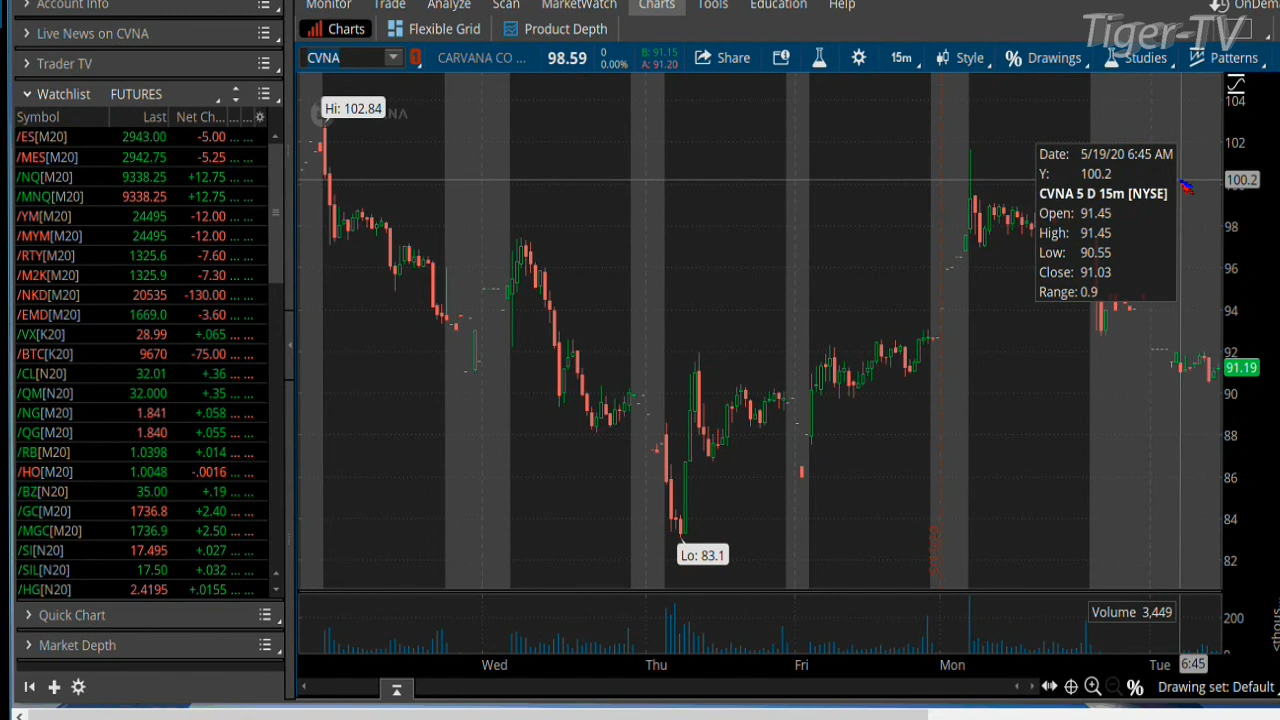 Account Info
Monitor Trade Analyze Scan MarketWatch Charts Tools Education Help
OnDem
Tiger-TV
Live News on CVNA
Charts Flexible Grid Product Depth
Trader TV
CVNA CARVANA CO ... 98.59 0 0.00% B: 91.15 A: 91.20 Share 15m Style Drawings Studies Patterns
Watchlist FUTURES
Symbol Last Net Ch... ... ...
/ES[M20] 2943.00 -5.00 ... ...
/MES[M20] 2942.75 -5.25 ... ...
/NQ[M20] 9338.25 +12.75 ... ...
/MNQ[M20] 9338.25 +12.75 ... ...
/YM[M20] 24495 -12.00 ... ...
/MYM[M20] 24495 -12.00 ... ...
/RTY[M20] 1325.6 -7.60 ... ...
/M2K[M20] 1325.9 -7.30 ... ...
/NKD[M20] 20535 -130.00 ... ...
/EMD[M20] 1669.0 -3.60 ... ...
/VX[K20] 28.99 +.065 ... ...
/BTC[K20] 9670 -75.00 ... ...
/CL[N20] 32.01 +.36 ... ...
/QM[N20] 32.000 +.35 ... ...
/NG[M20] 1.841 +.058 ... ...
/QG[M20] 1.840 +.055 ... ...
/RB[M20] 1.0398 +.014 ... ...
/HO[M20] 1.0048 -.0016 ... ...
/BZ[N20] 35.00 +.19 ... ...
/GC[M20] 1736.8 +2.40 ... ...
/MGC[M20] 1736.9 +2.50 ... ...
/SI[N20] 17.495 +.027 ... ...
/SIL[N20] 17.50 +.032 ... ...
/HG[N20] 2.4195 +.0155 ... ...
Quick Chart
Market Depth
Hi: 102.84
Date: 5/19/20 6:45 AM
Y: 100.2
CVNA 5 D 15m [NYSE]
Open: 91.45
High: 91.45
Low: 90.55
Close: 91.03
Range: 0.9
Lo: 83.1
104
102
100.2
98
96
94
92
91.19
90
88
86
84
82
Volume 3,449
200
0
<thous
Wed Thu Fri Mon Tue 6:45
Drawing set: Default